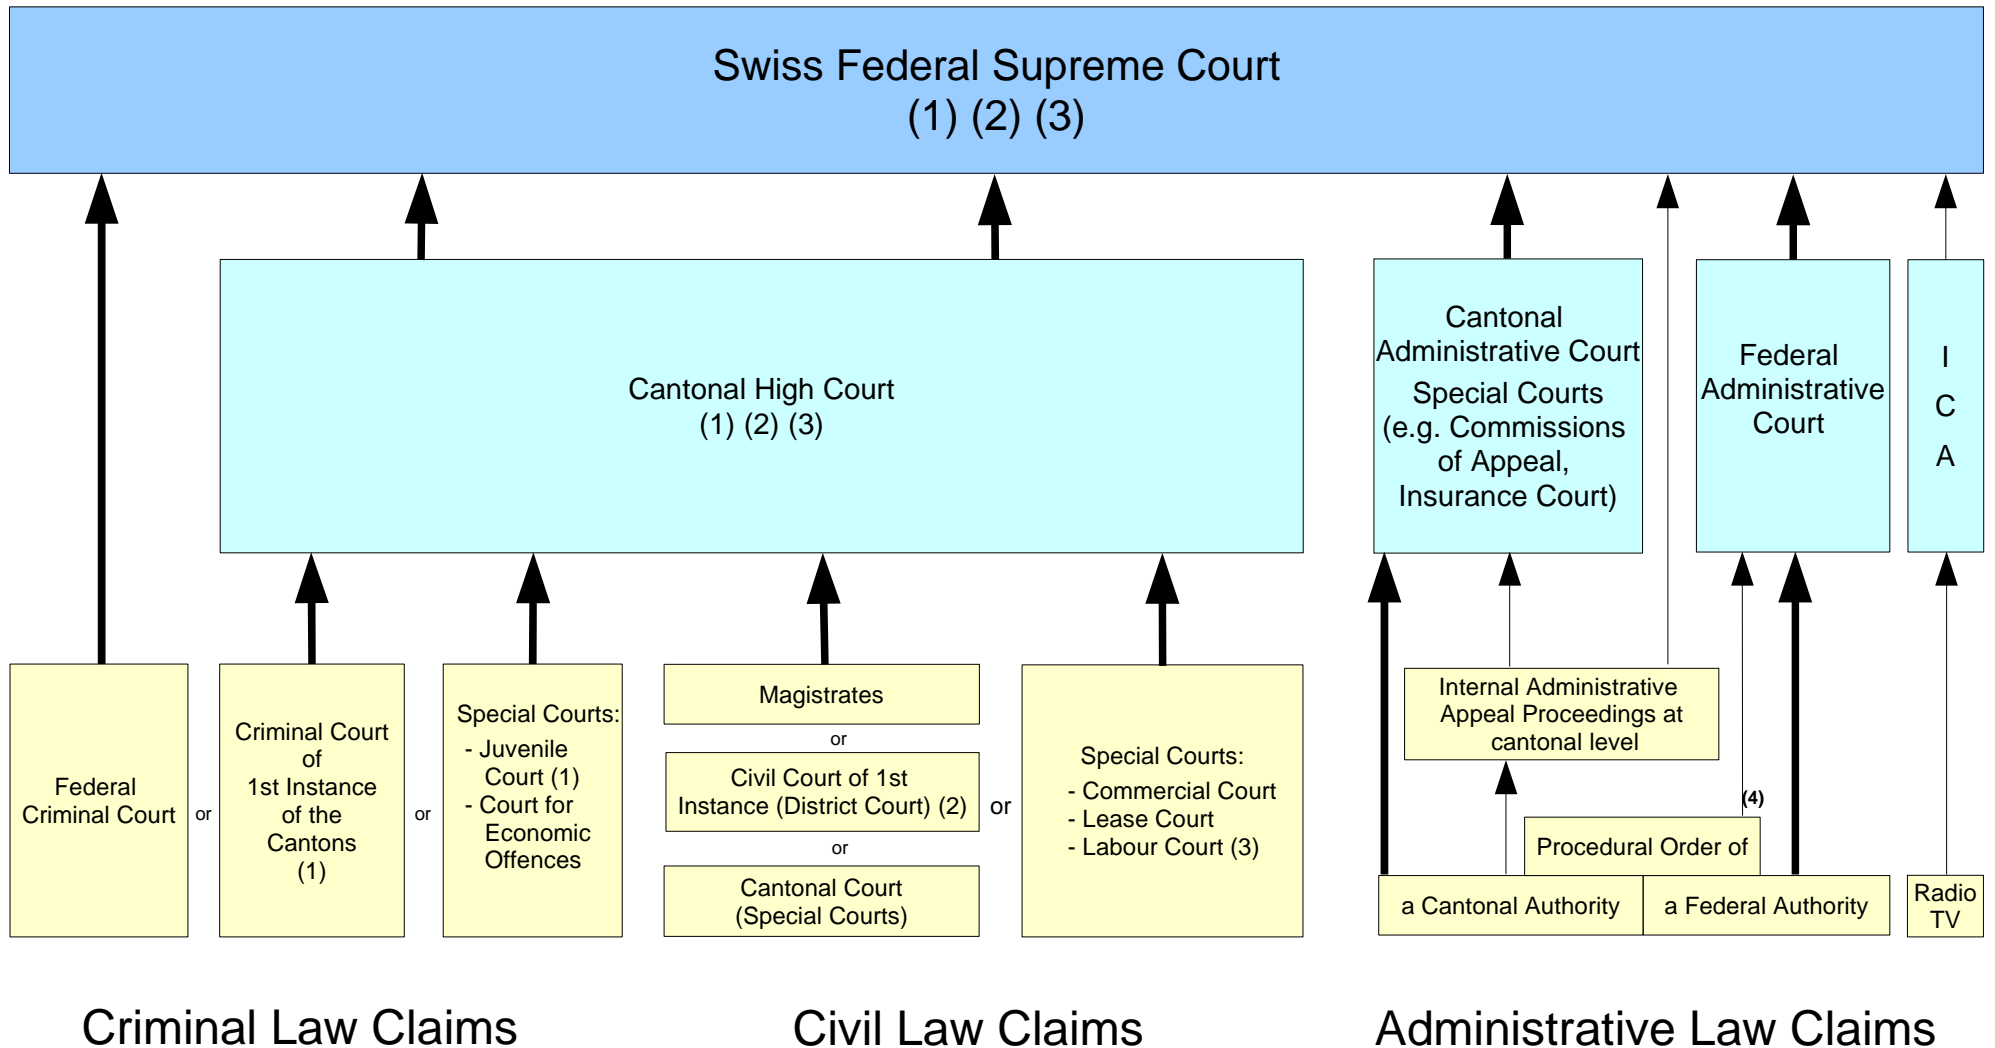 Swiss Federal Supreme Court
(1) (2) (3)
Cantonal High Court
(1) (2) (3)
Cantonal
Administrative Court
Special Courts
(e.g. Commissions
of Appeal,
Insurance Court)
Federal
Administrative
Court
I
C
A
Federal
Criminal Court
or
Criminal Court
of
1st Instance
of the
Cantons
(1)
or
Special Courts:
- Juvenile
Court (1)
- Court for
Economic
Offences
Magistrates
or
Civil Court of 1st
Instance (District Court) (2)
or
Cantonal Court
(Special Courts)
or
Special Courts:
- Commercial Court
- Lease Court
- Labour Court (3)
Internal Administrative
Appeal Proceedings at
cantonal level
(4)
Procedural Order of
a Cantonal Authority
a Federal Authority
Radio
TV
Criminal Law Claims
Civil Law Claims
Administrative Law Claims